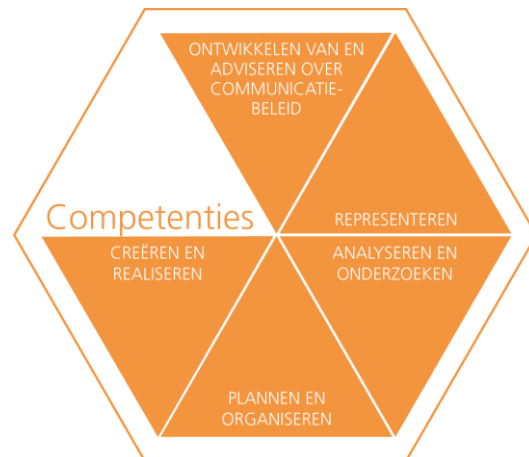 ONTWIKKELEN VAN EN
ADVISEREN OVER
COMMUNICATIE-
BELEID
Competenties
REPRESENTEREN
CREËREN EN
REALISEREN
ANALYSEREN EN
ONDERZOEKEN
PLANNEN EN
ORGANISEREN